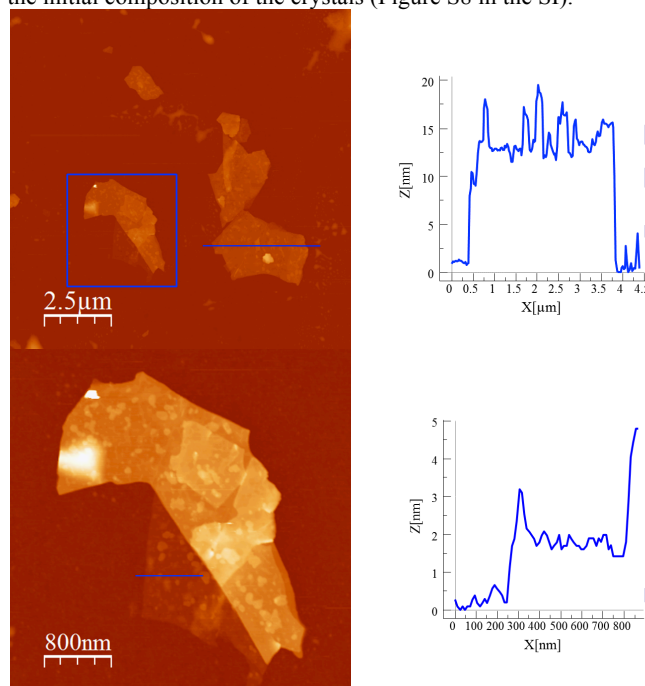 the initial composition of the crystals (Figure S8 in the SI).
2.5µm
20
15
10
5
0
Z[nm]
0 0.5 1 1.5 2 2.5 3 3.5 4 4.5
X[µm]
800nm
5
4
3
2
1
0
Z[nm]
0 100 200 300 400 500 600 700 800
X[nm]